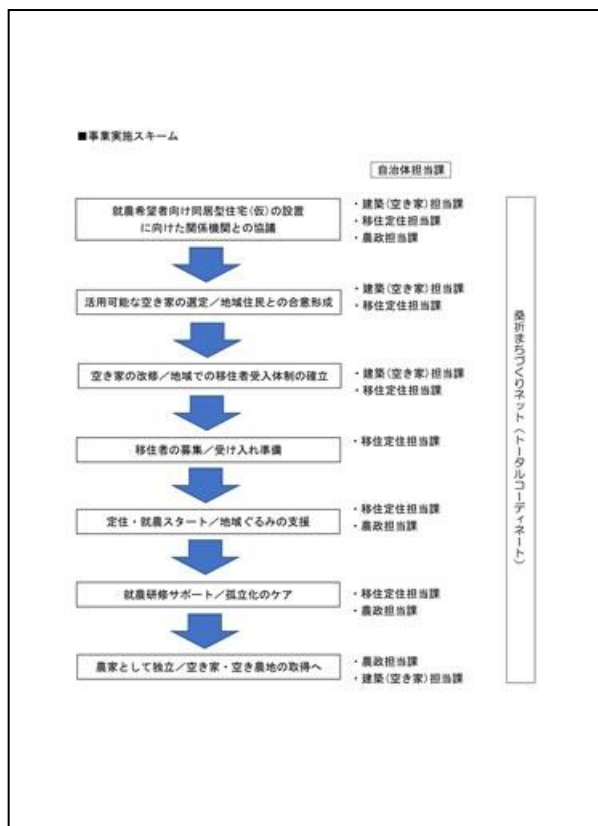 ■事業実施スキーム
自治体担当課
就農希望者向け同居型住宅(仮)の設置
に向けた関係機関との協議
・建築(空き家)担当課
・移住定住担当課
・農政担当課
活用可能な空き家の選定／地域住民との合意形成
・建築(空き家)担当課
・移住定住担当課
空き家の改修／地域での移住者受入体制の確立
・建築(空き家)担当課
・移住定住担当課
移住者の募集／受け入れ準備
・移住定住担当課
定住・就農スタート／地域ぐるみの支援
・移住定住担当課
・農政担当課
就農研修サポート／孤立化のケア
・移住定住担当課
・農政担当課
農家として独立／空き家・空き農地の取得へ
・農政担当課
・建築(空き家)担当課
桑折まちづくりネット(トータルコーディネート)